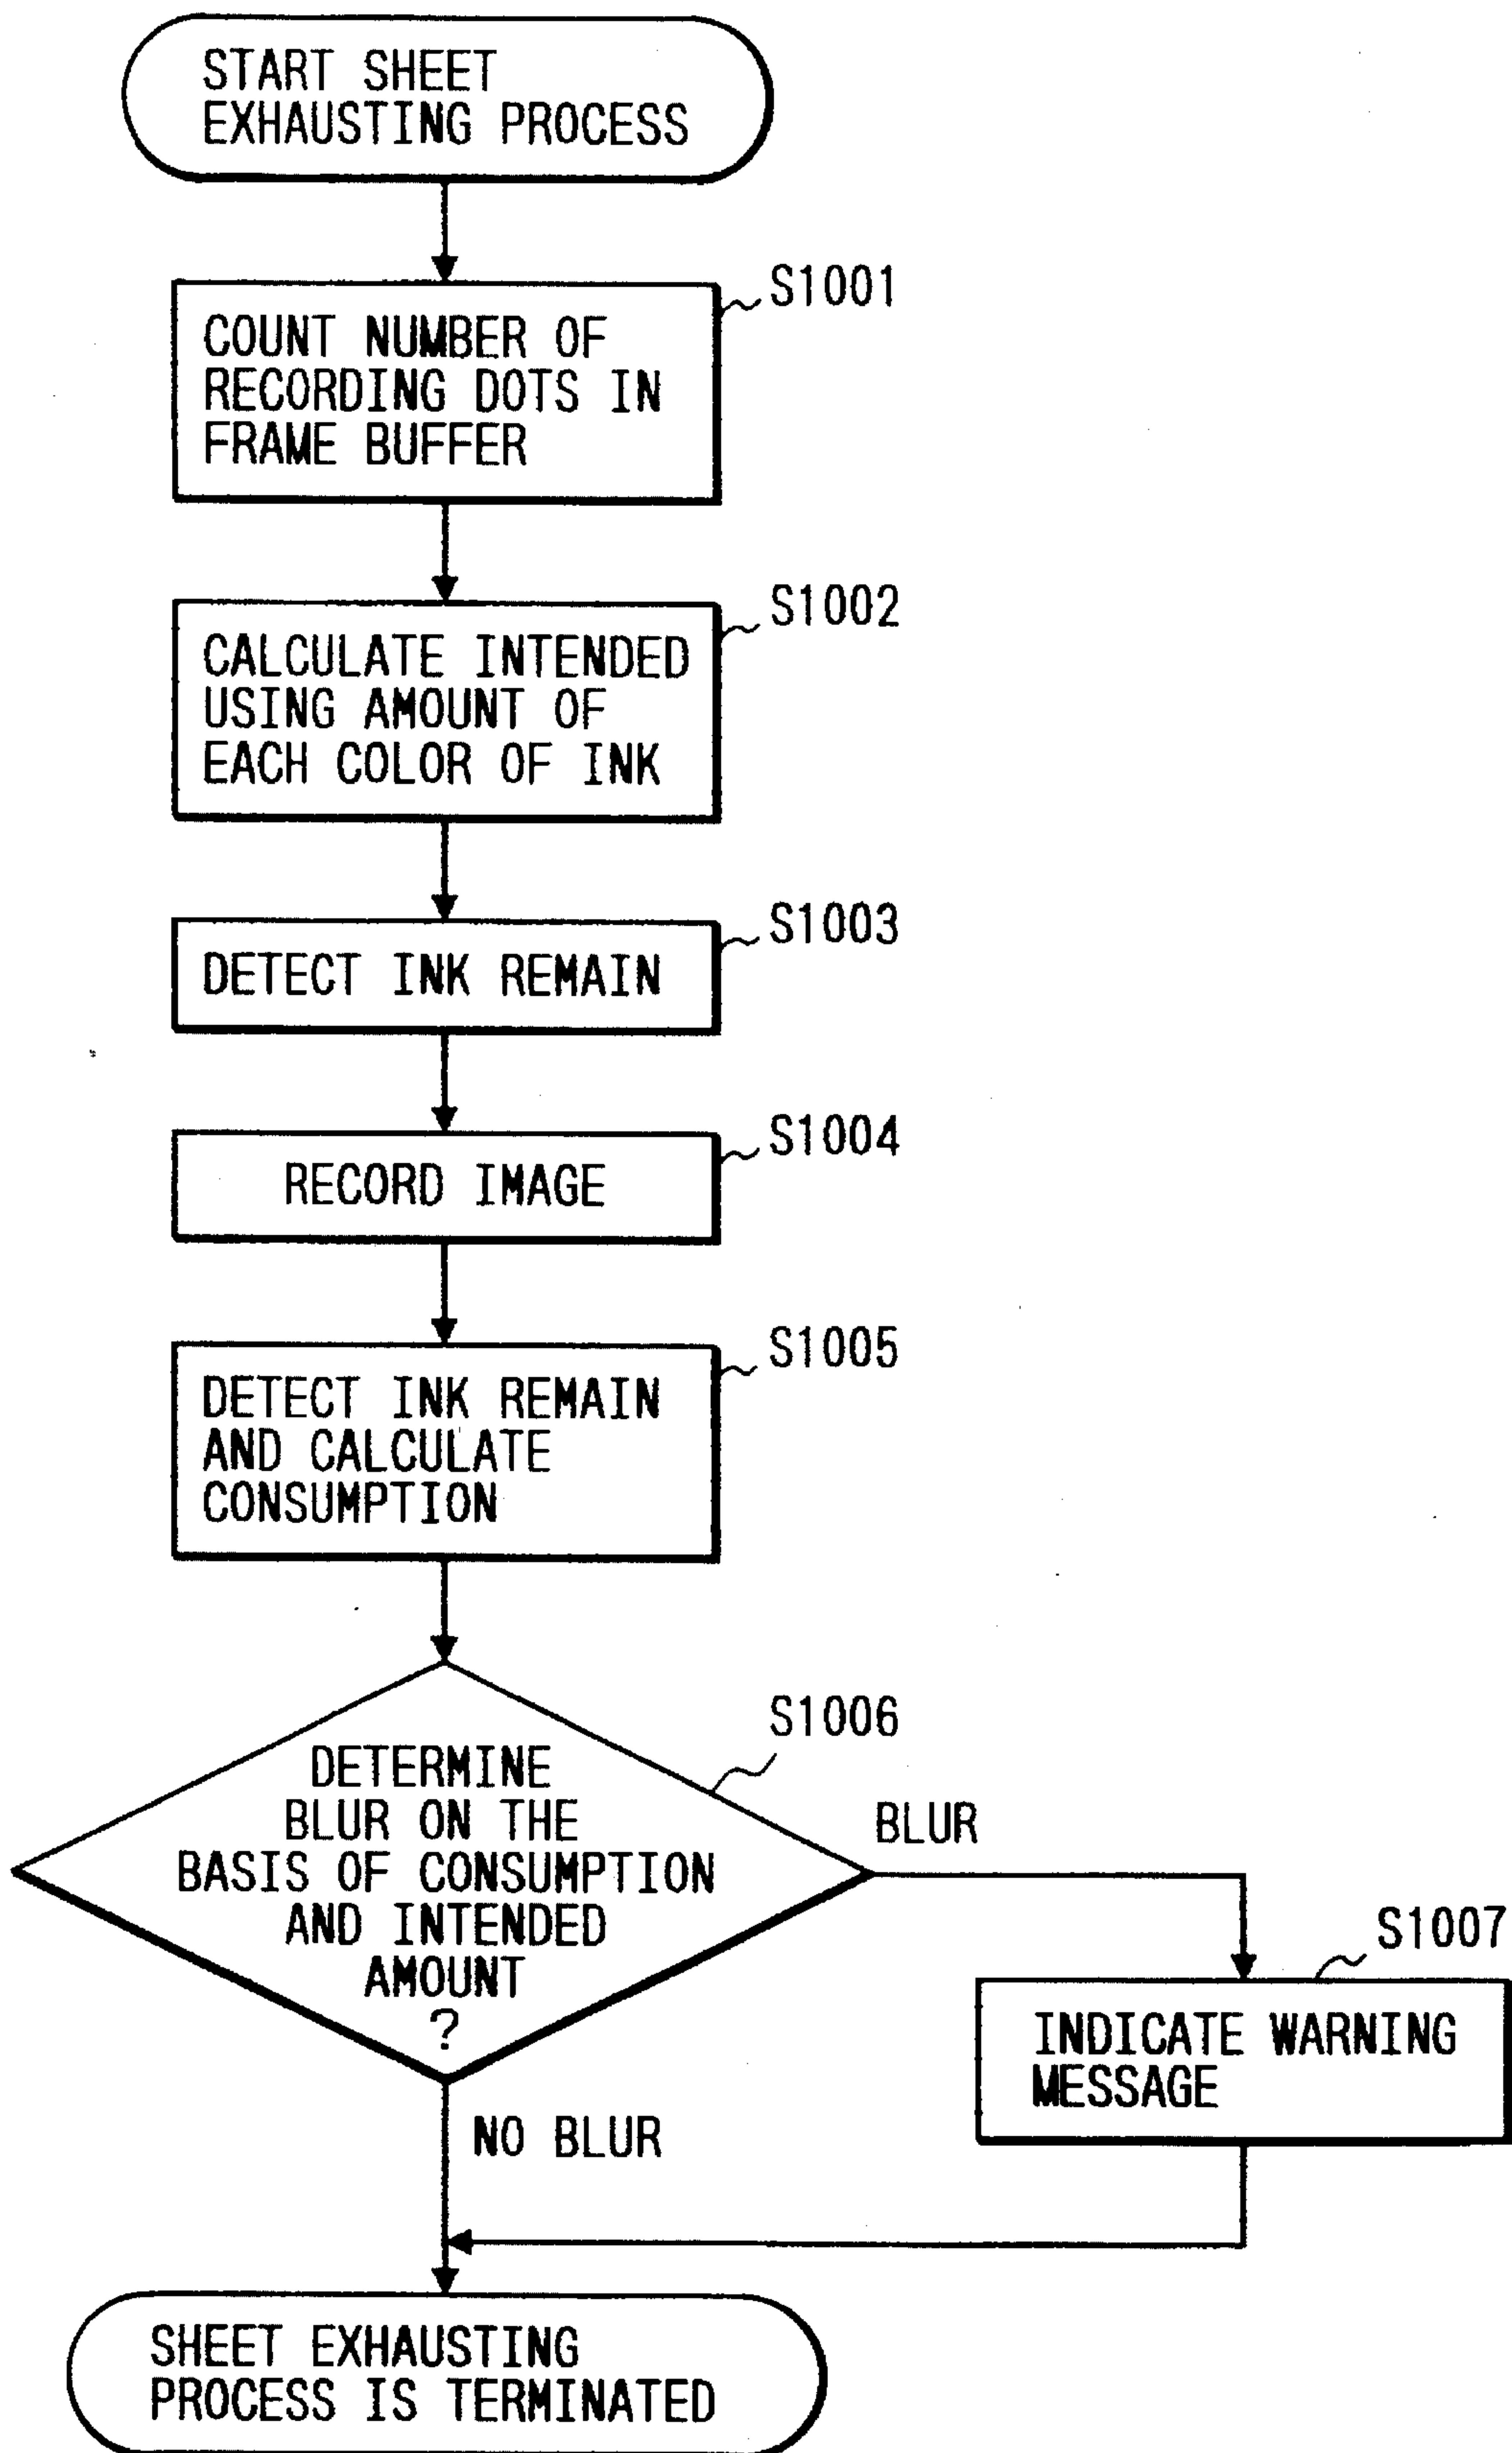 START SHEET
EXHAUSTING PROCESS
S1001
COUNT NUMBER OF
RECORDING DOTS IN
FRAME BUFFER
S1002
CALCULATE INTENDED
USING AMOUNT OF
EACH COLOR OF INK
S1003
DETECT INK REMAIN
S1004
RECORD IMAGE
S1005
DETECT INK REMAIN
AND CALCULATE
CONSUMPTION
S1006
DETERMINE
BLUR ON THE
BASIS OF CONSUMPTION
AND INTENDED
AMOUNT
?
BLUR
S1007
INDICATE WARNING
MESSAGE
NO BLUR
SHEET EXHAUSTING
PROCESS IS TERMINATED